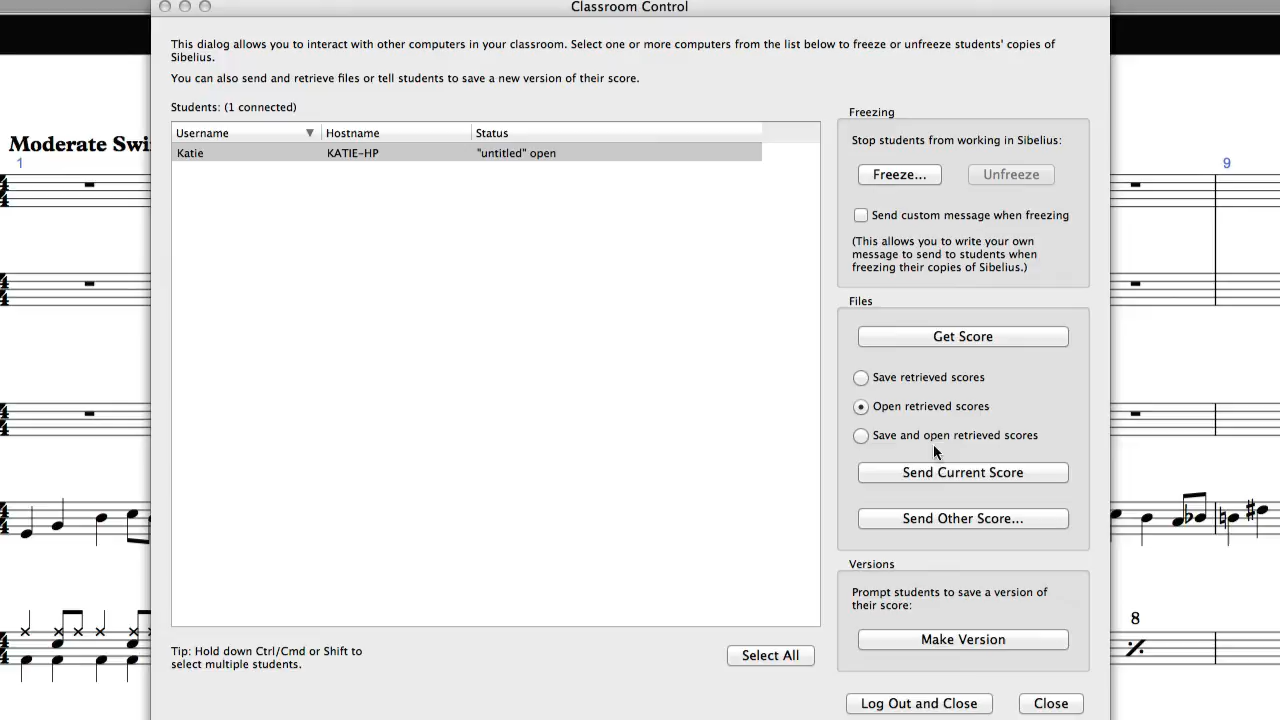 Classroom Control
This dialog allows you to interact with other computers in your classroom. Select one or more computers from the list below to freeze or unfreeze students' copies of
Sibelius.
You can also send and retrieve files or tell students to save a new version of their score.
Students: (1 connected)
Username Hostname Status
Katie KATIE-HP "untitled" open
Tip: Hold down Ctrl/Cmd or Shift to
select multiple students.
Select All
Freezing
Stop students from working in Sibelius:
Freeze... Unfreeze
Send custom message when freezing
(This allows you to write your own
message to send to students when
freezing their copies of Sibelius.)
Files
Get Score
Save retrieved scores
Open retrieved scores
Save and open retrieved scores
Send Current Score
Send Other Score...
Versions
Prompt students to save a version of
their score:
Make Version
Log Out and Close Close
Moderate Swi
1
9
8